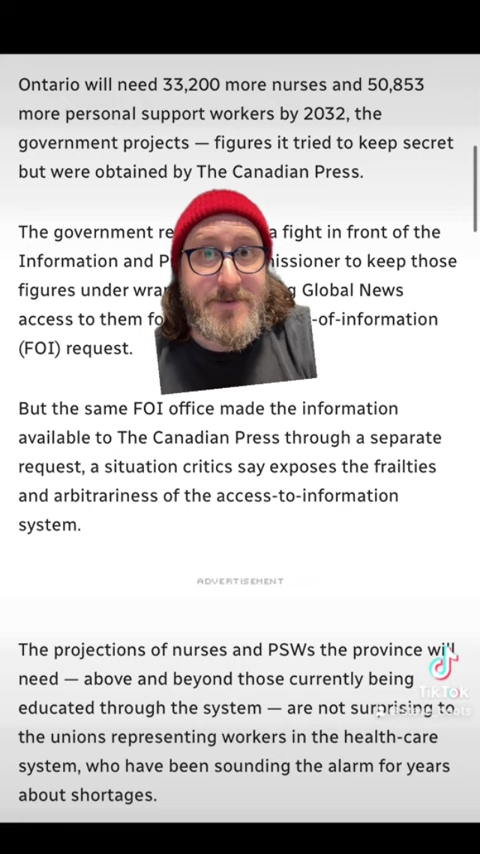 Ontario will need 33,200 more nurses and 50,853
more personal support workers by 2032, the
government projects — figures it tried to keep secret
but were obtained by The Canadian Press.
The government re a fight in front of the
Information and P missioner to keep those
figures under wra g Global News
access to them fo -of-information
(FOI) request.
But the same FOI office made the information
available to The Canadian Press through a separate
request, a situation critics say exposes the frailties
and arbitrariness of the access-to-information
system.
ADVERTISEMENT
The projections of nurses and PSWs the province will
need — above and beyond those currently being
TikTok
educated through the system — are not surprising to
the unions representing workers in the health-care
system, who have been sounding the alarm for years
about shortages.